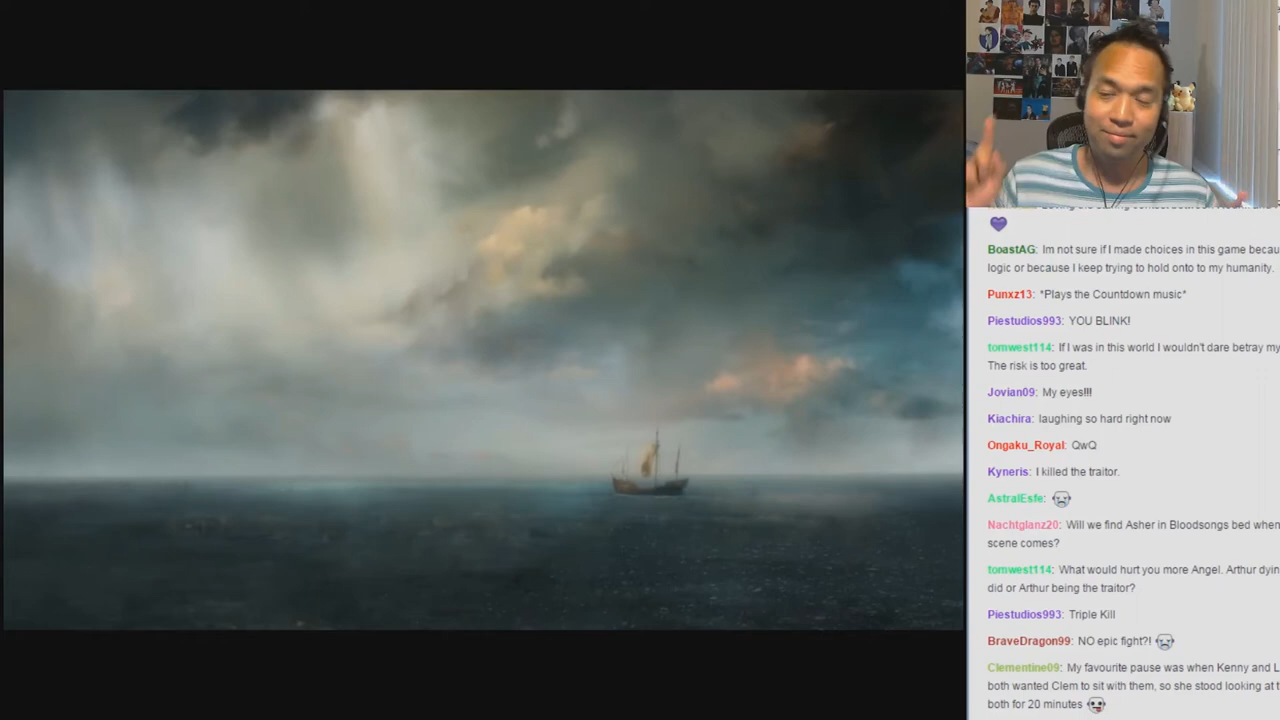 BoastAG: Im not sure if I made choices in this game becau
logic or because I keep trying to hold onto to my humanity.
Punxz13: *Plays the Countdown music*
Piestudios993: YOU BLINK!
tomwest114: If I was in this world I wouldn't dare betray my
The risk is too great.
Jovian09: My eyes!!!
Kiachira: laughing so hard right now
Ongaku_Royal: QwQ
Kyneris: I killed the traitor.
AstralEsfe:
Nachtglanz20: Will we find Asher in Bloodsongs bed when
scene comes?
tomwest114: What would hurt you more Angel. Arthur dyin
did or Arthur being the traitor?
Piestudios993: Triple Kill
BraveDragon99: NO epic fight?!
Clementine09: My favourite pause was when Kenny and L
both wanted Clem to sit with them, so she stood looking at t
both for 20 minutes